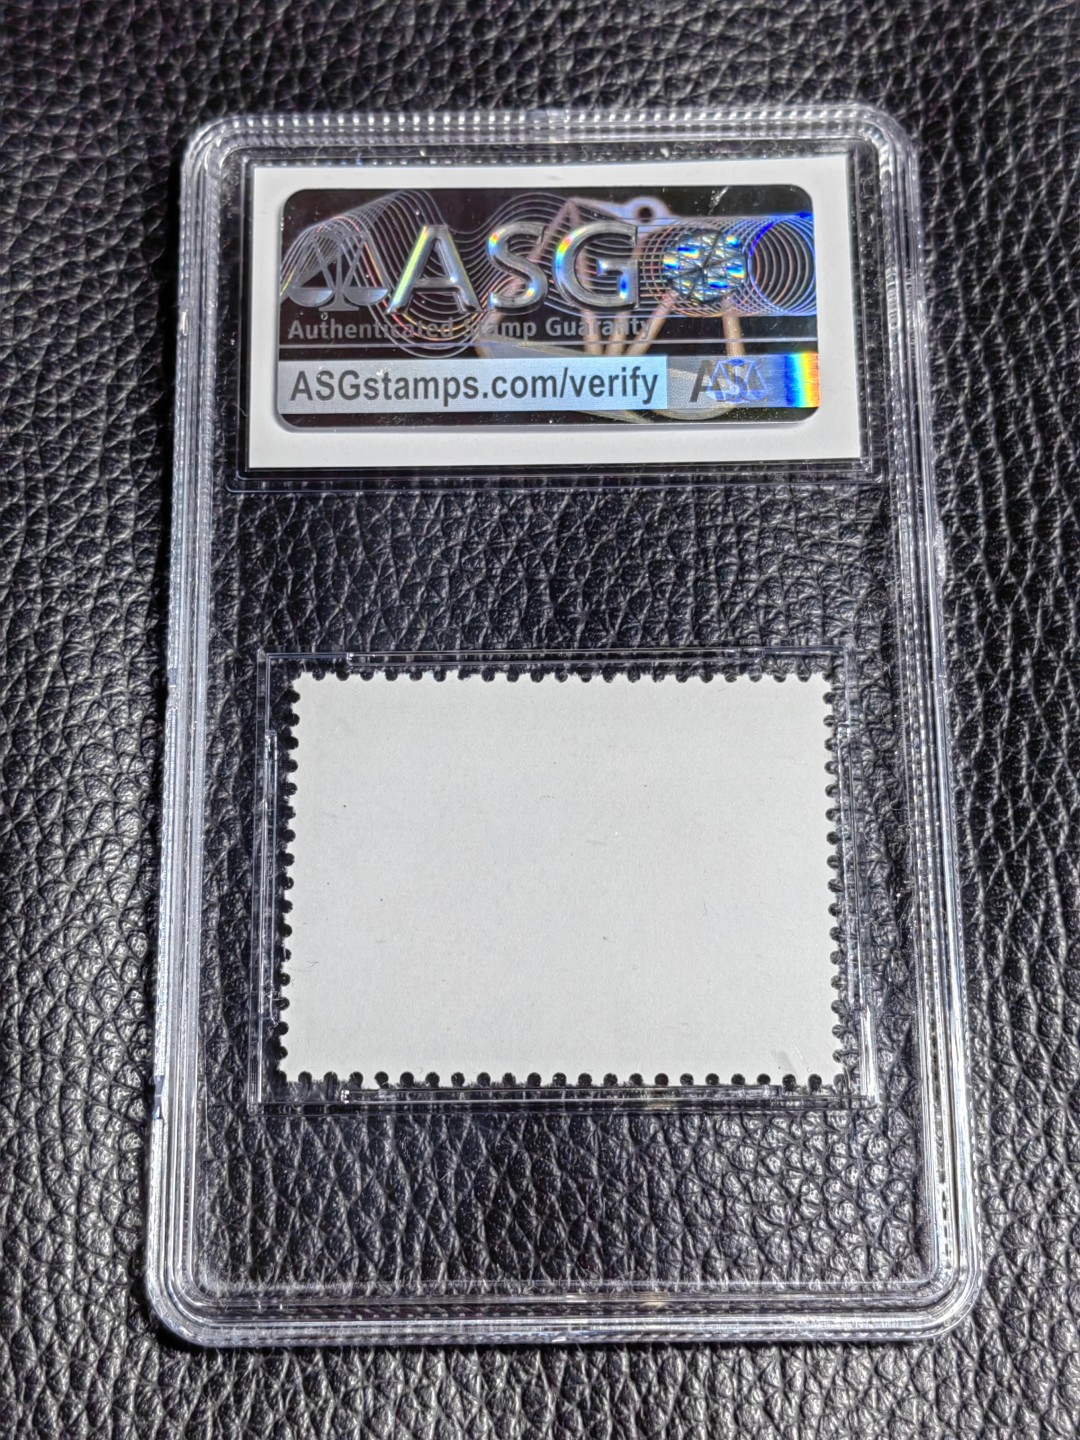 ASG
Authenticated Stamp Guaranty
ASGstamps.com/verify
ASG